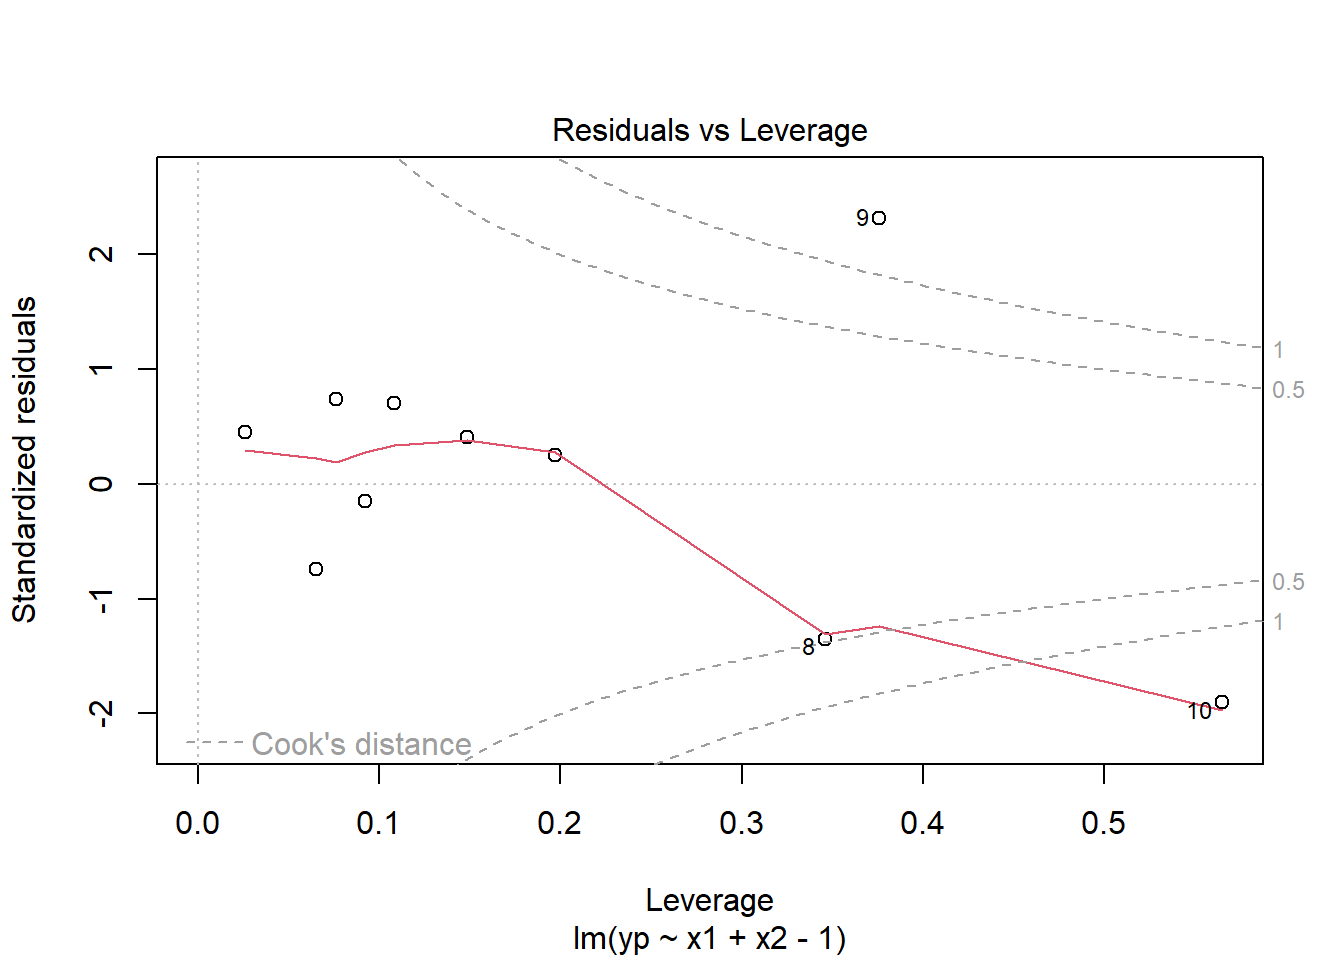 Residuals vs Leverage
Standardized residuals
2
1
0
-1
-2
9
8
10
1
0.5
0.5
1
Cook's distance
0.0 0.1 0.2 0.3 0.4 0.5
Leverage
lm(yp ~ x1 + x2 - 1)